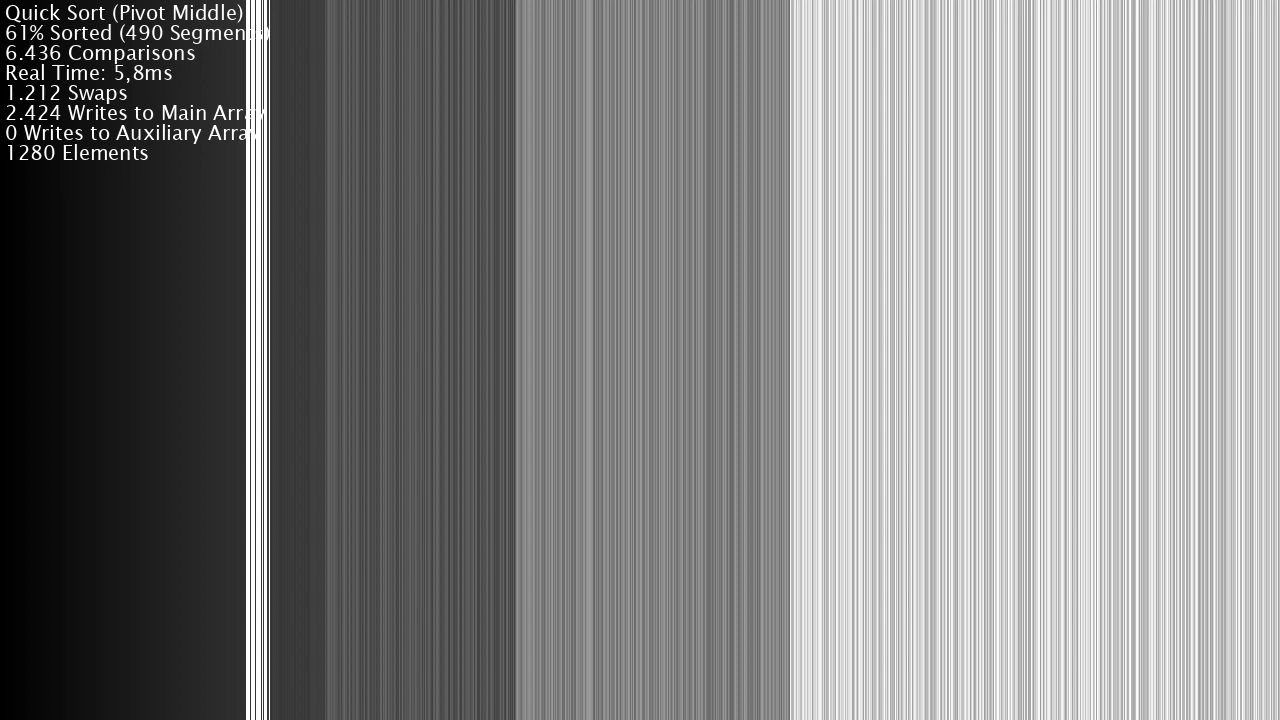 Quick Sort (Pivot Middle)
61% Sorted (490 Segments)
6.436 Comparisons
Real Time: 5,8ms
1.212 Swaps
2.424 Writes to Main Array
0 Writes to Auxiliary Array
1280 Elements